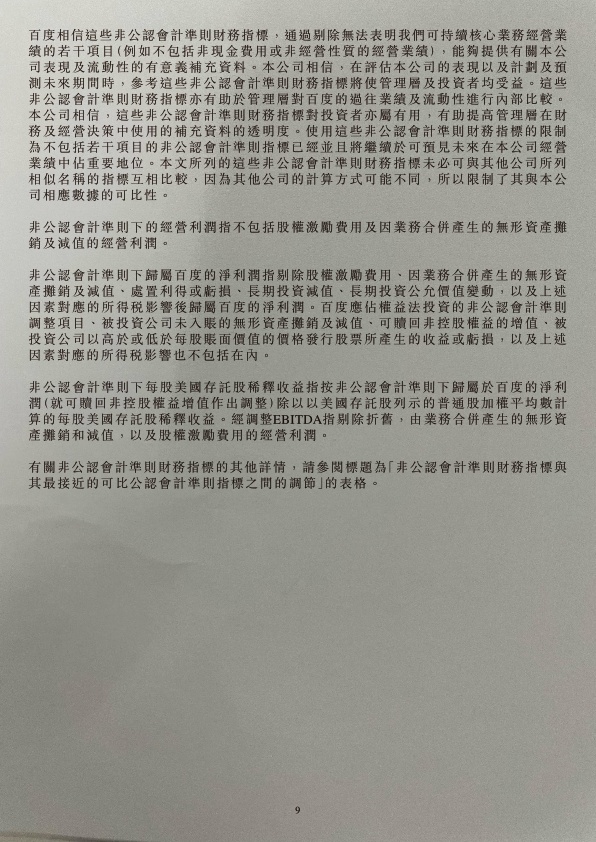 百度相信這些非公認會計準則財務指標，通過剔除無法表明我們可持續核心業務經營業
績的若干項目(例如不包括非現金費用或非經營性質的經營業績)，能夠提供有關本公
司表現及流動性的有意義補充資料。本公司相信，在評估本公司的表現以及計劃及預
測未來期間時，參考這些非公認會計準則財務指標將使管理層及投資者均受益。這些
非公認會計準則財務指標亦有助於管理層對百度的過往業績及流動性進行內部比較。
本公司相信，這些非公認會計準則財務指標對投資者亦屬有用，有助提高管理層在財
務及經營決策中使用的補充資料的透明度。使用這些非公認會計準則財務指標的限制
為不包括若干項目的非公認會計準則指標已經並且將繼續於可預見未來在本公司經營
業績中佔重要地位。本文所列的這些非公認會計準則財務指標未必可與其他公司所列
相似名稱的指標互相比較，因為其他公司的計算方式可能不同，所以限制了其與本公
司相應數據的可比性。
非公認會計準則下的經營利潤指不包括股權激勵費用及因業務合併產生的無形資產攤
銷及減值的經營利潤。
非公認會計準則下歸屬百度的淨利潤指剔除股權激勵費用、因業務合併產生的無形資
產攤銷及減值、處置利得或虧損、長期投資減值、長期投資公允價值變動，以及上述
因素對應的所得税影響後歸屬百度的淨利潤。百度應佔權益法投資的非公認會計準則
調整項目、被投資公司未入賬的無形資產攤銷及減值、可贖回非控股權益的增值、被
投資公司以高於或低於每股賬面價值的價格發行股票所產生的收益或虧損，以及上述
因素對應的所得税影響也不包括在內。
非公認會計準則下每股美國存託股稀釋收益指按非公認會計準則下歸屬於百度的淨利
潤(就可贖回非控股權益增值作出調整)除以以美國存託股列示的普通股加權平均數計
算的每股美國存託股稀釋收益。經調整EBITDA指剔除折舊，由業務合併產生的無形資
產攤銷和減值，以及股權激勵費用的經營利潤。
有關非公認會計準則財務指標的其他詳情，請參閱標題為「非公認會計準則財務指標與
其最接近的可比公認會計準則指標之間的調節」的表格。
9